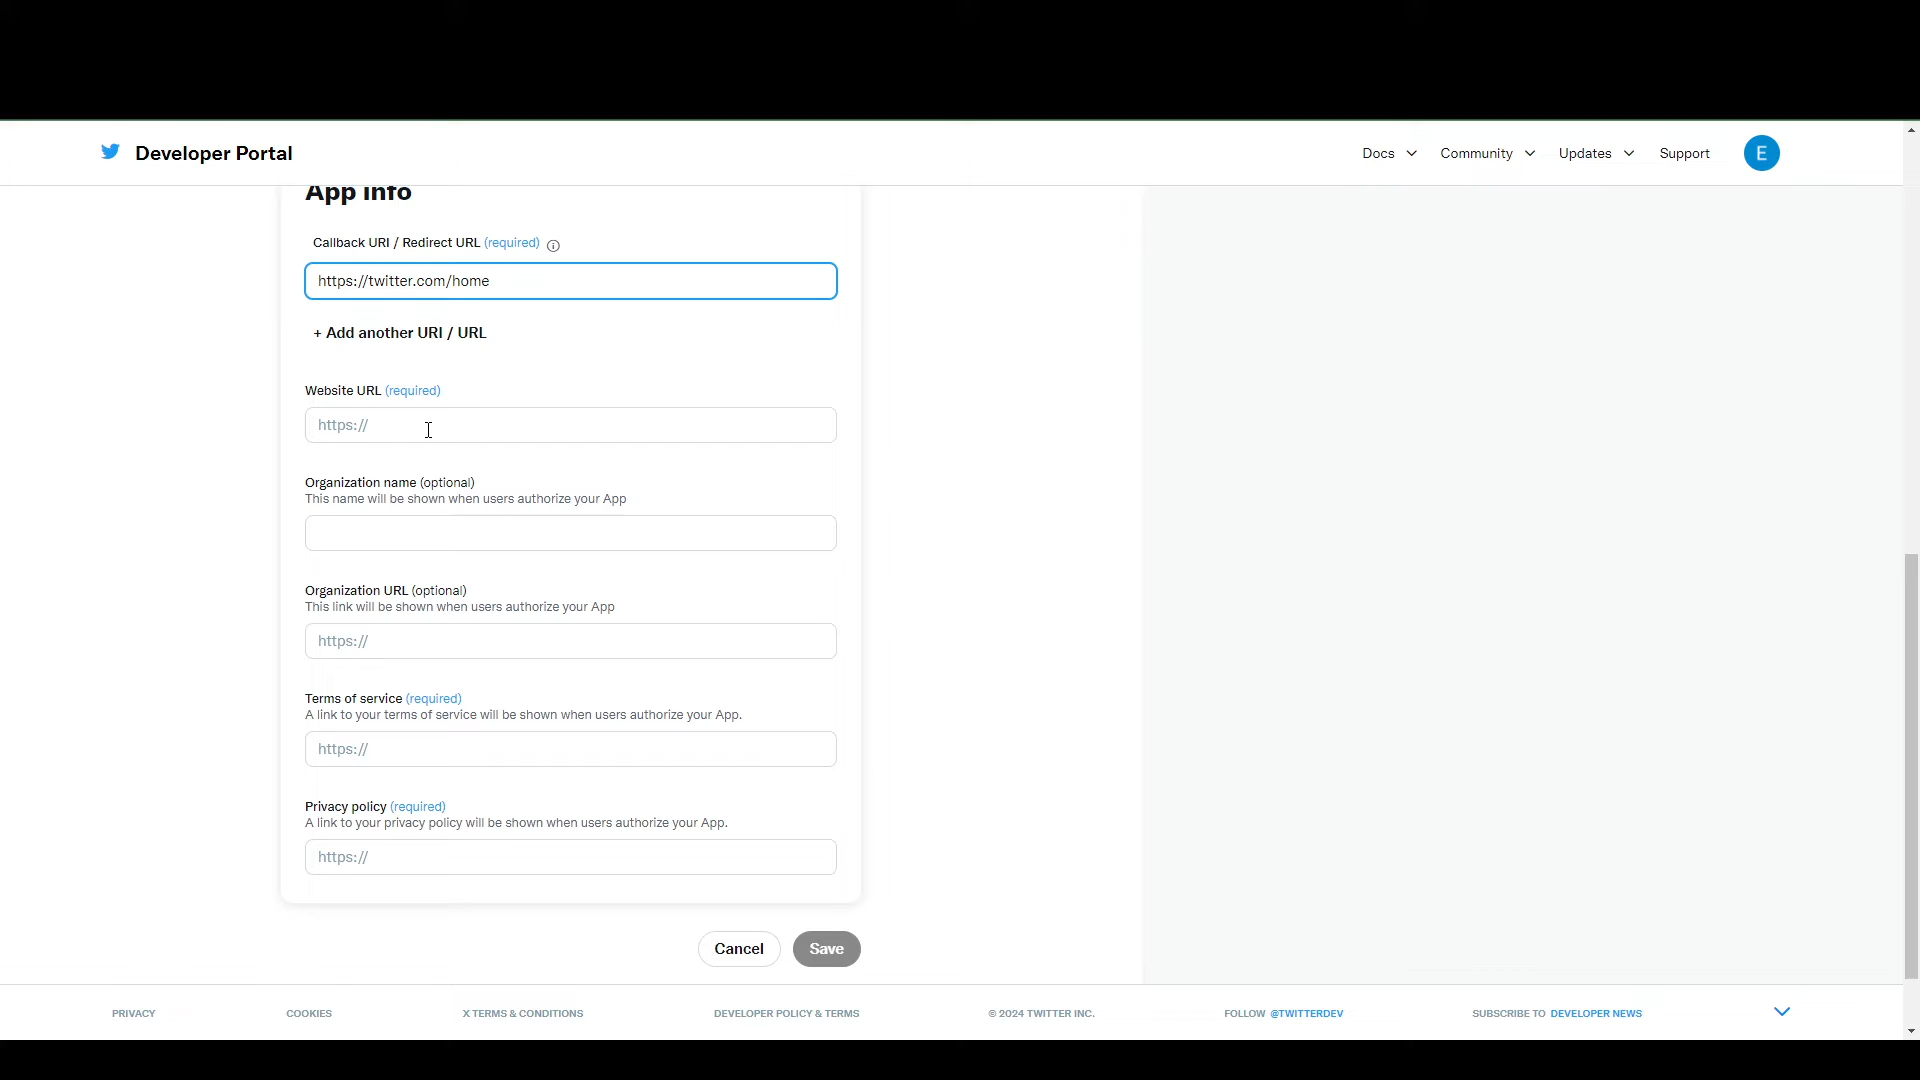 Developer Portal
Docs
Community
Updates
Support
E
App info
Callback URI / Redirect URL (required)
https://twitter.com/home
+ Add another URI / URL
Website URL (required)
https://
Organization name (optional)
This name will be shown when users authorize your App
Organization URL (optional)
This link will be shown when users authorize your App
https://
Terms of service (required)
A link to your terms of service will be shown when users authorize your App.
https://
Privacy policy (required)
A link to your privacy policy will be shown when users authorize your App.
https://
Cancel
Save
PRIVACY
COOKIES
X TERMS & CONDITIONS
DEVELOPER POLICY & TERMS
© 2024 TWITTER INC.
FOLLOW @TWITTERDEV
SUBSCRIBE TO DEVELOPER NEWS